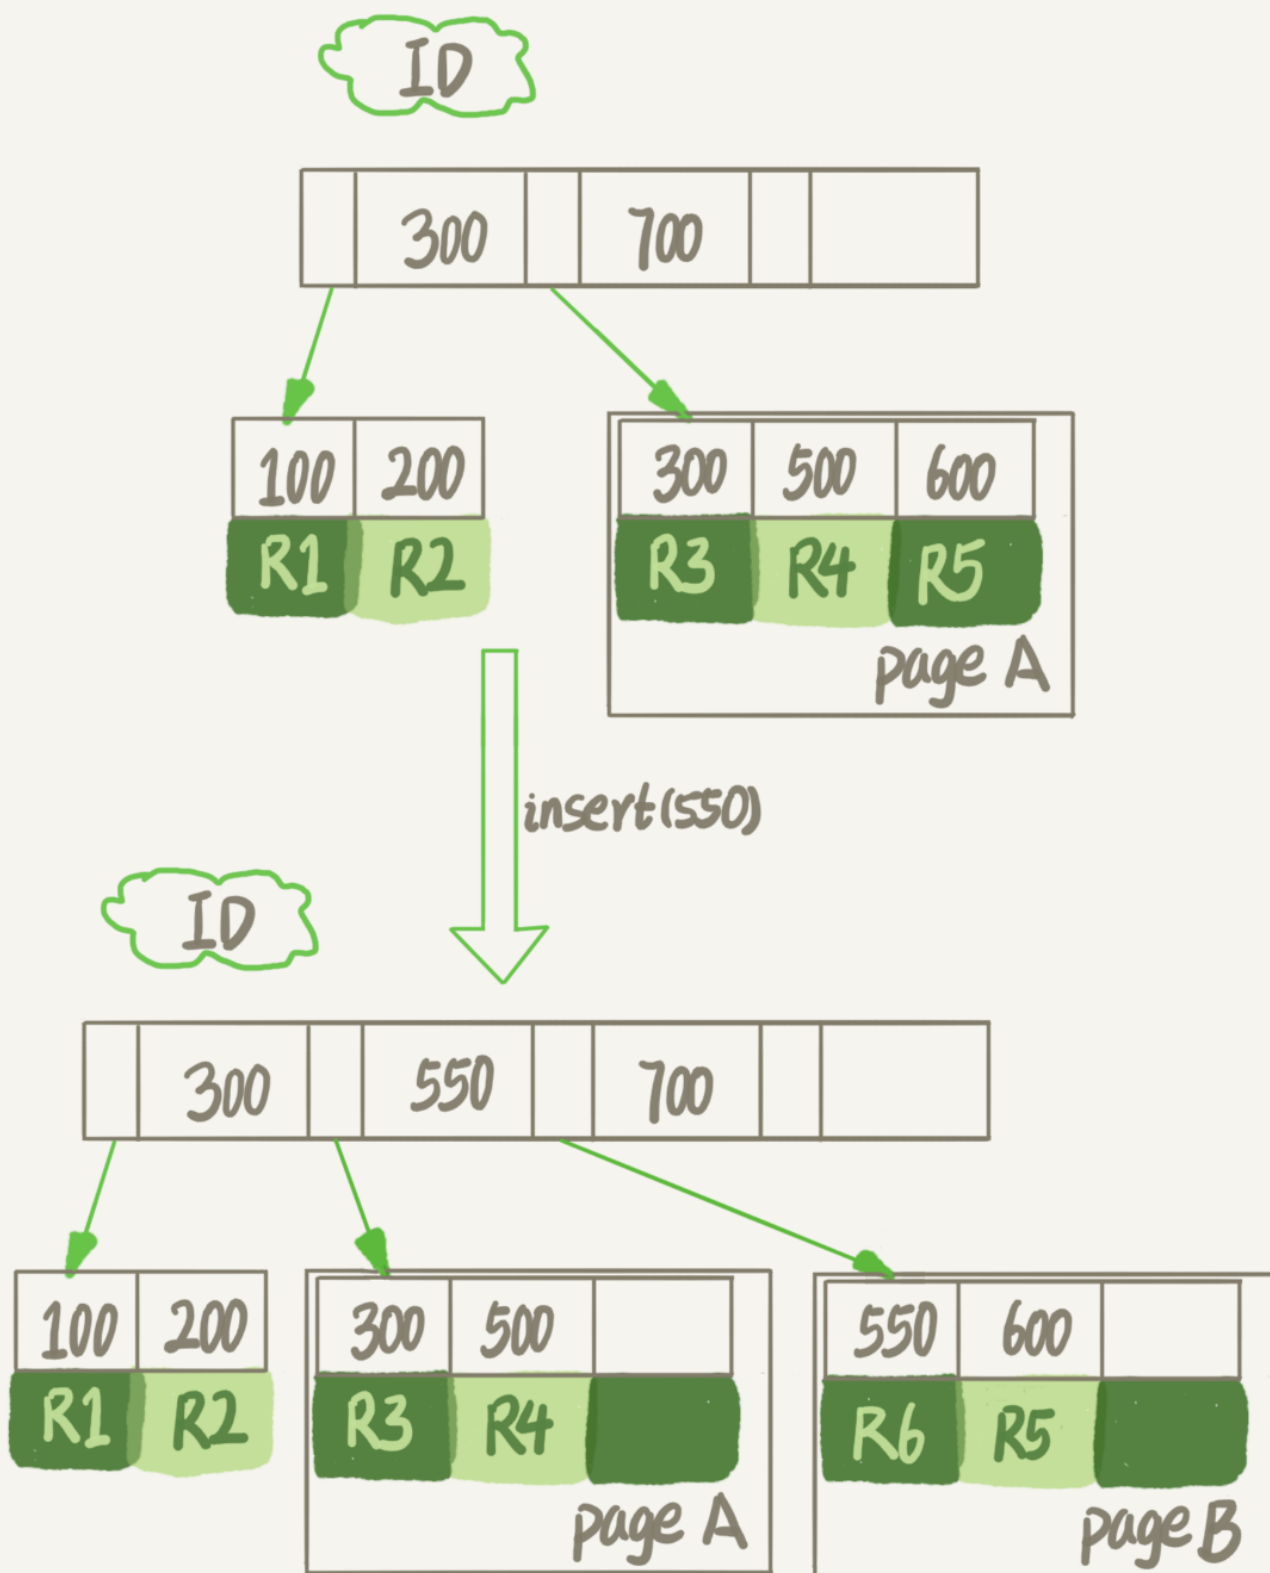 ID
300 700
100 200
R1 R2
300 500 600
R3 R4 R5
page A
insert(550)
ID
300 550 700
100 200
R1 R2
300 500
R3 R4
page A
550 600
R6 R5
page B